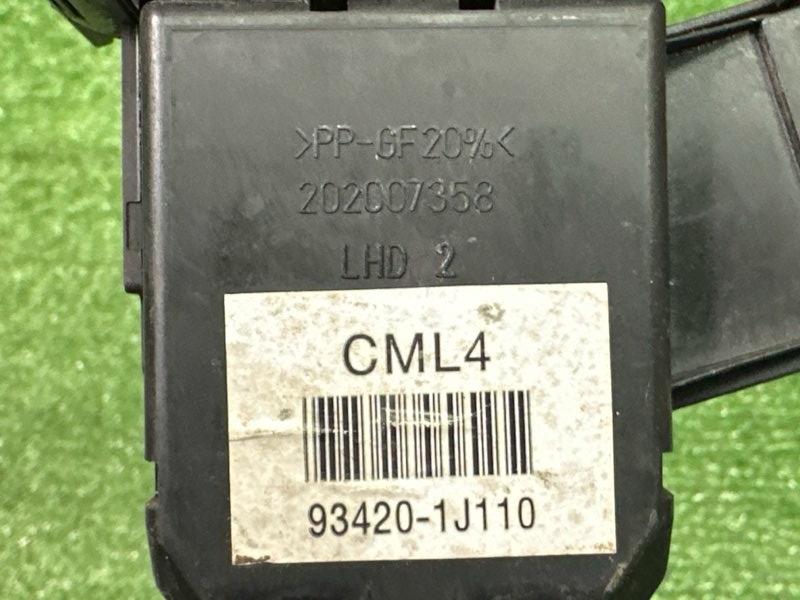 >PP-GF20%<
202007358
LHD 2
CML4
93420-1J110